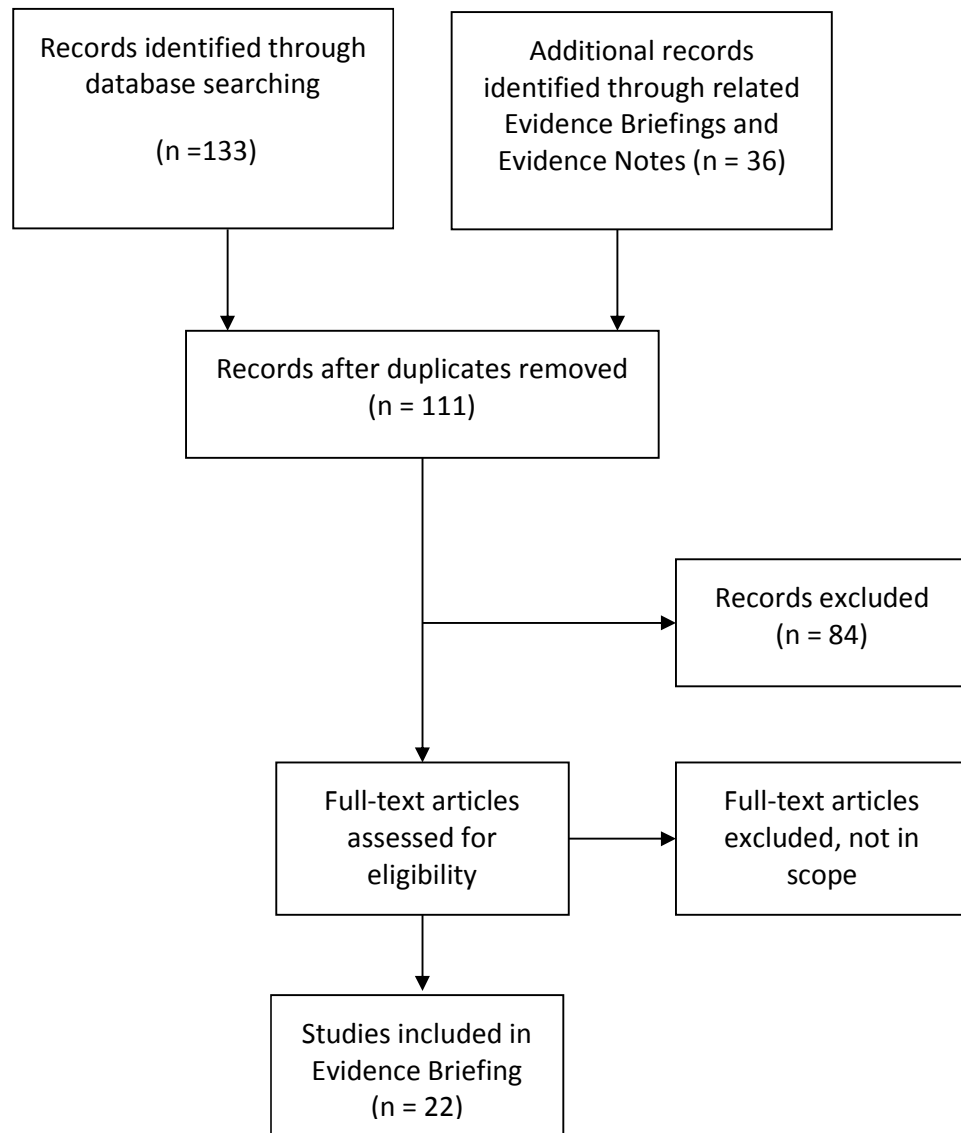 Records identified through
database searching
(n =133)
Additional records
identified through related
Evidence Briefings and
Evidence Notes (n = 36)
Records after duplicates removed
(n = 111)
Records excluded
(n = 84)
Full-text articles
assessed for
eligibility
Full-text articles
excluded, not in
scope
Studies included in
Evidence Briefing
(n = 22)